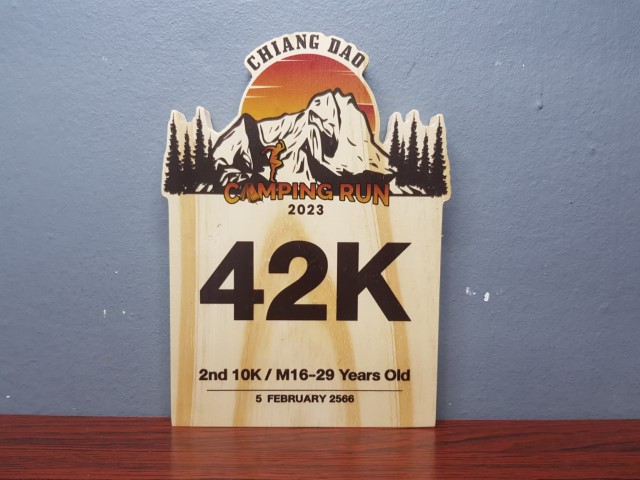 CHIANG DAO
CAMPING RUN
2023
42K
2nd 10K / M16-29 Years Old
5 FEBRUARY 2566